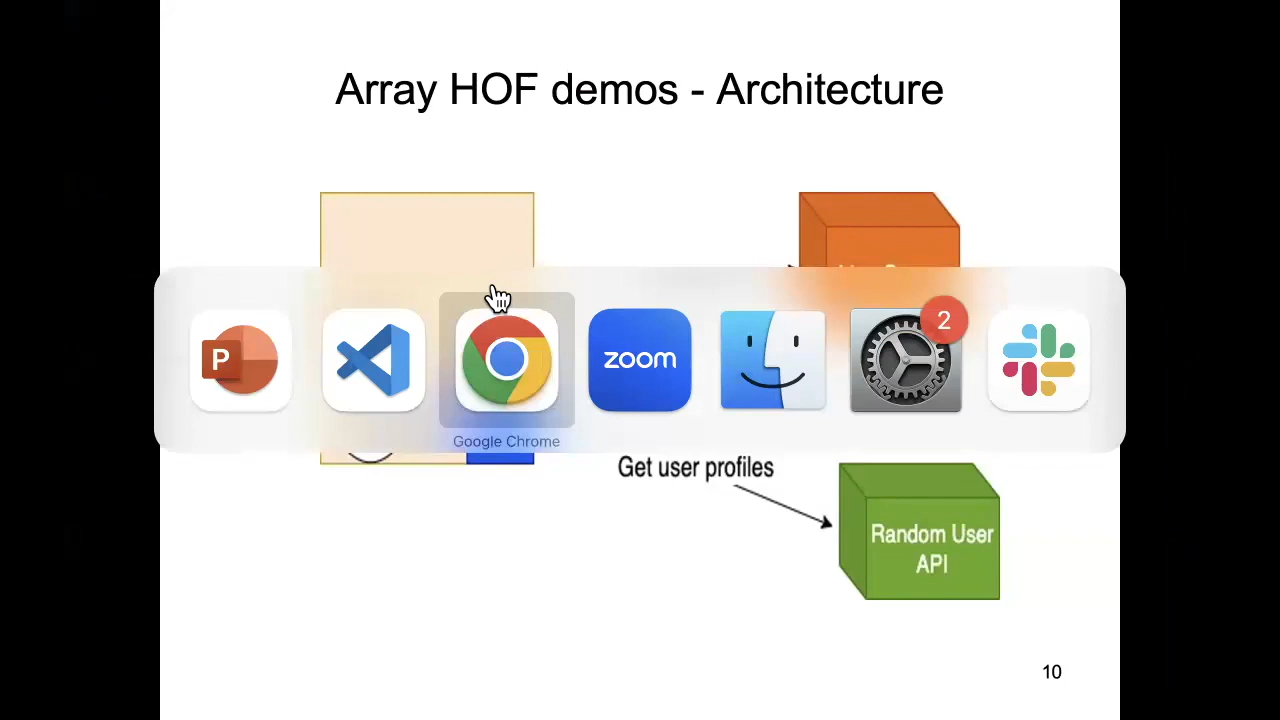 Array HOF demos - Architecture
P
zoom
2
Google Chrome
Get user profiles
Random User
API
10